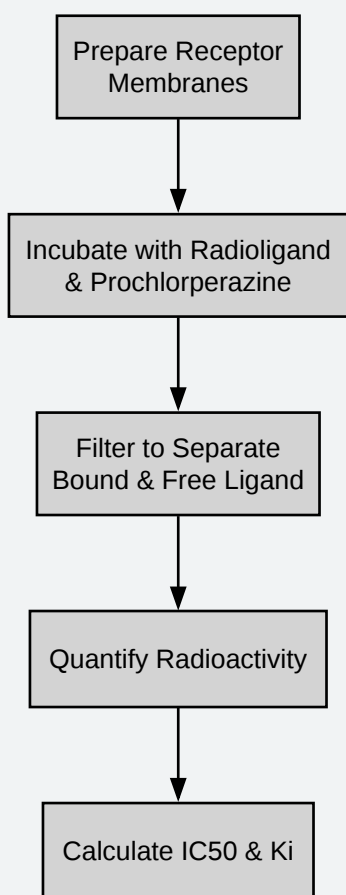 Prepare Receptor
Membranes
Incubate with Radioligand
& Prochlorperazine
Filter to Separate
Bound & Free Ligand
Quantify Radioactivity
Calculate IC50 & Ki